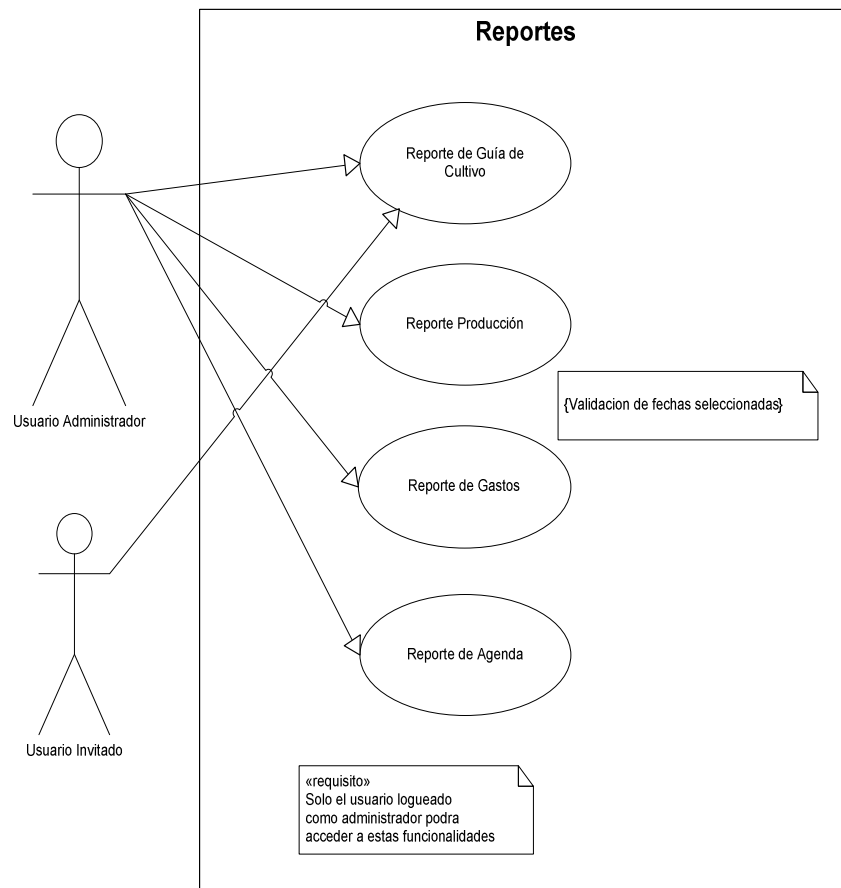 Reportes
Reporte de Guía de
Cultivo
Reporte Producción
{Validacion de fechas seleccionadas}
Usuario Administrador
Reporte de Gastos
Reporte de Agenda
Usuario Invitado
«requisito»
Solo el usuario logueado
como administrador podra
acceder a estas funcionalidades